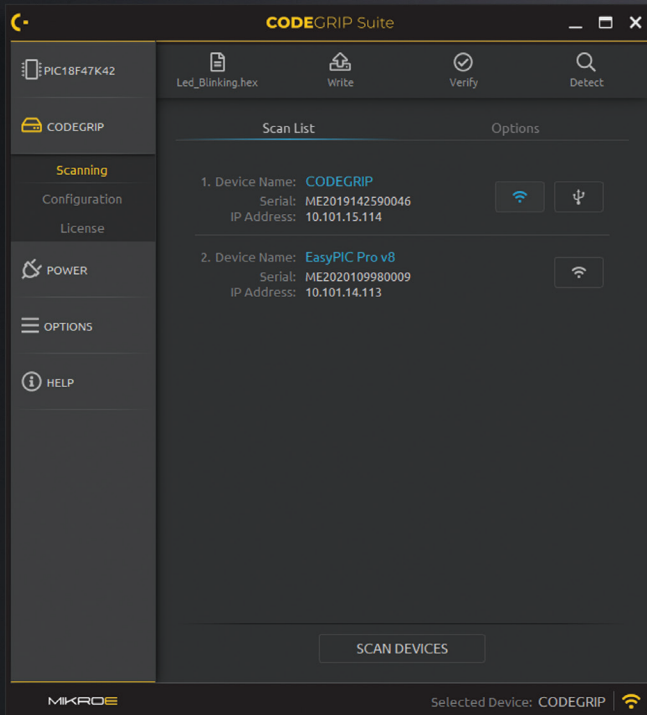 CODEGRIP Suite
PIC18F47K42
Led_Blinking.hex
Write
Verify
Detect
CODEGRIP
Scanning
Configuration
License
POWER
OPTIONS
HELP
Scan List
Options
1. Device Name: CODEGRIP
Serial: ME2019142590046
IP Address: 10.101.15.114
2. Device Name: EasyPIC Pro v8
Serial: ME2020109980009
IP Address: 10.101.14.113
SCAN DEVICES
MIKROE
Selected Device: CODEGRIP